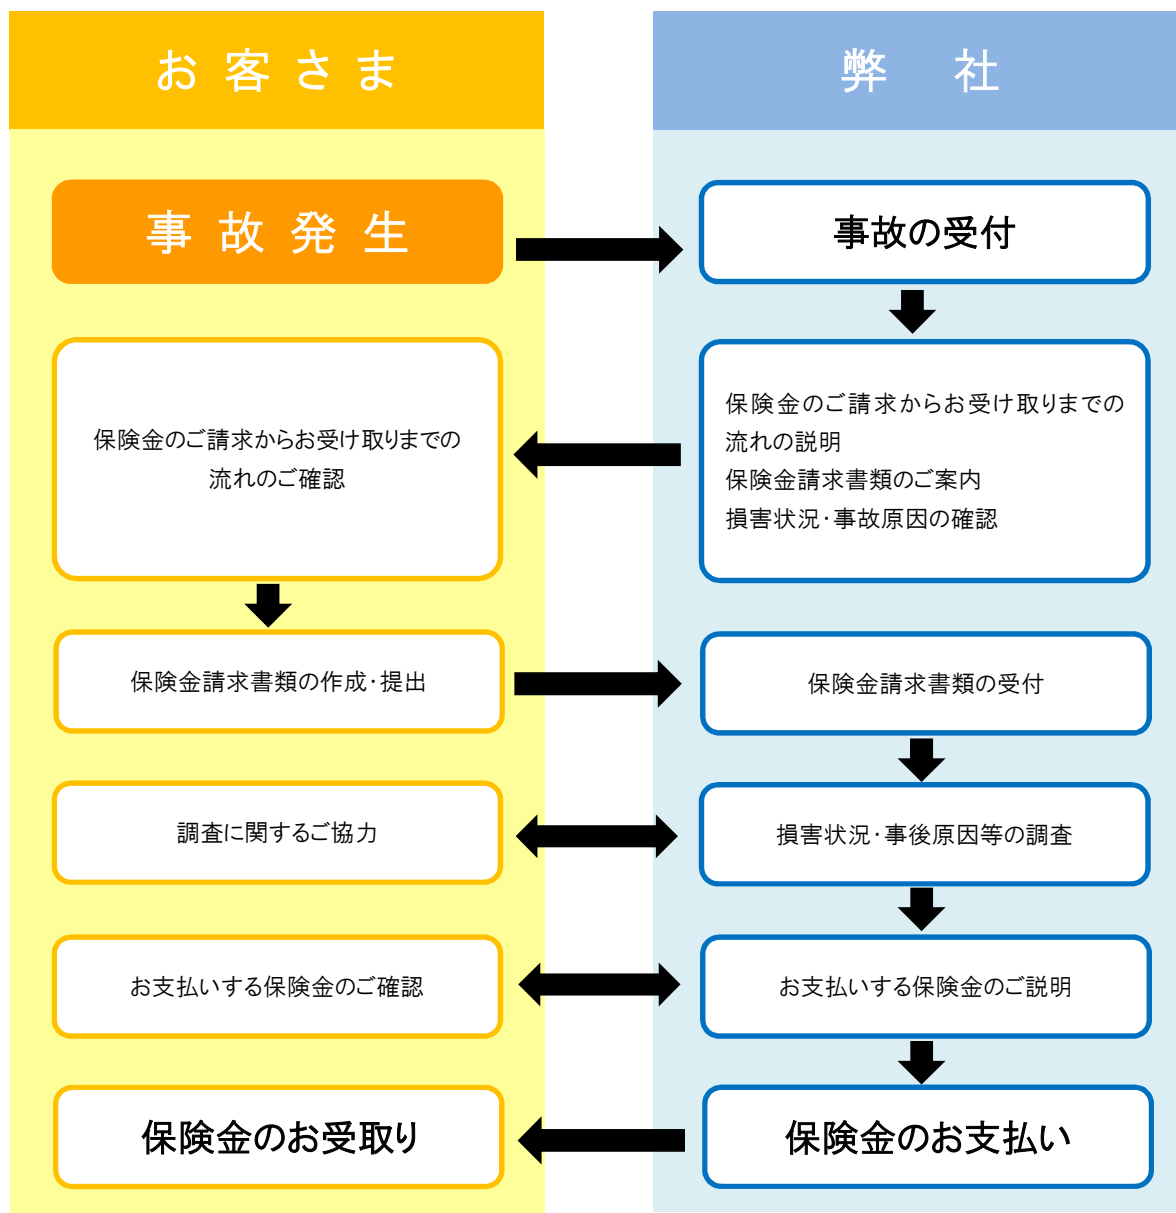 お客さま
弊 社
事故発生
事故の受付
保険金のご請求からお受け取りまでの
流れのご確認
保険金のご請求からお受け取りまでの
流れの説明
保険金請求書類のご案内
損害状況・事故原因の確認
保険金請求書類の作成・提出
保険金請求書類の受付
調査に関するご協力
損害状況・事後原因等の調査
お支払いする保険金のご確認
お支払いする保険金のご説明
保険金のお受取り
保険金のお支払い